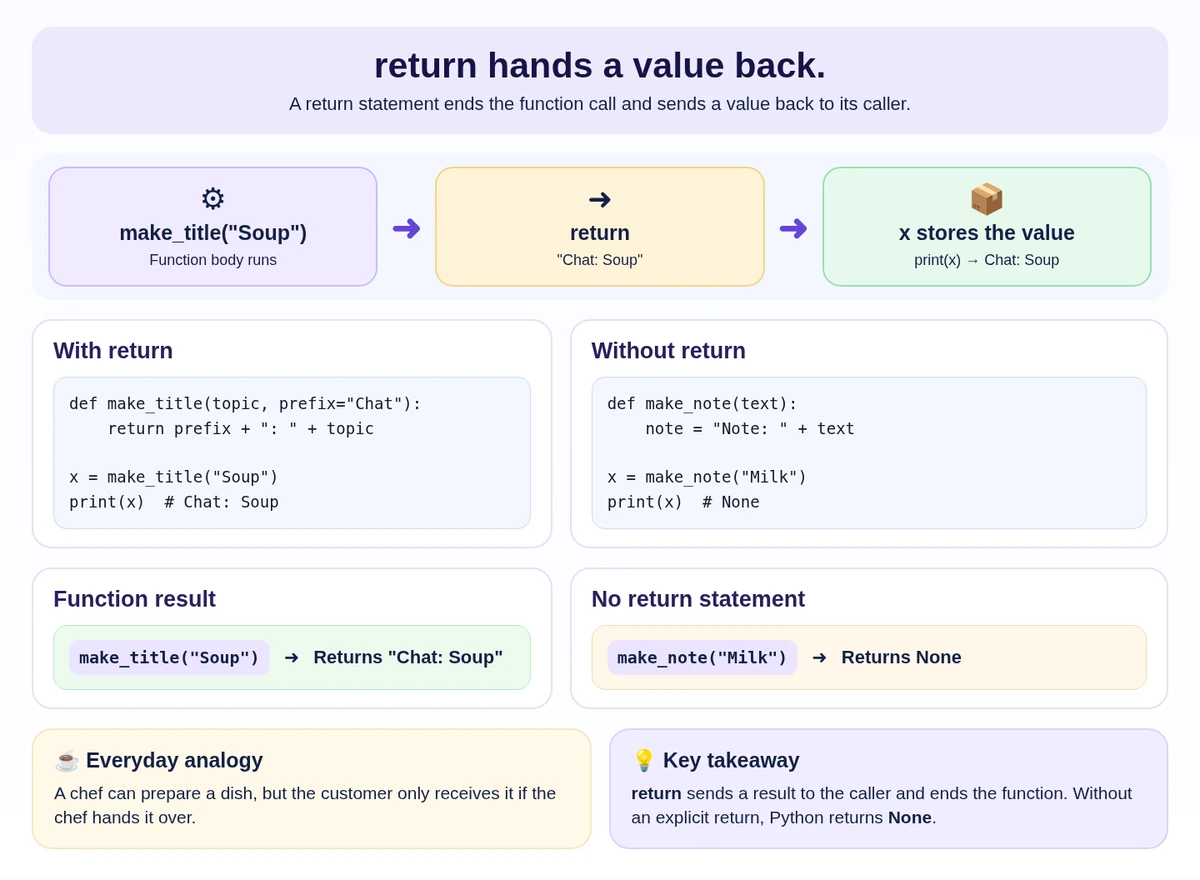 return hands a value back.
A return statement ends the function call and sends a value back to its caller.
make_title("Soup")
Function body runs
➜
➜
return
"Chat: Soup"
➜
x stores the value
print(x) → Chat: Soup
With return
def make_title(topic, prefix="Chat"):
    return prefix + ": " + topic
x = make_title("Soup")
print(x)  # Chat: Soup
Without return
def make_note(text):
    note = "Note: " + text
x = make_note("Milk")
print(x)  # None
Function result
make_title("Soup") ➜ Returns "Chat: Soup"
No return statement
make_note("Milk") ➜ Returns None
☕ Everyday analogy
A chef can prepare a dish, but the customer only receives it if the
chef hands it over.
💡 Key takeaway
return sends a result to the caller and ends the function. Without
an explicit return, Python returns None.